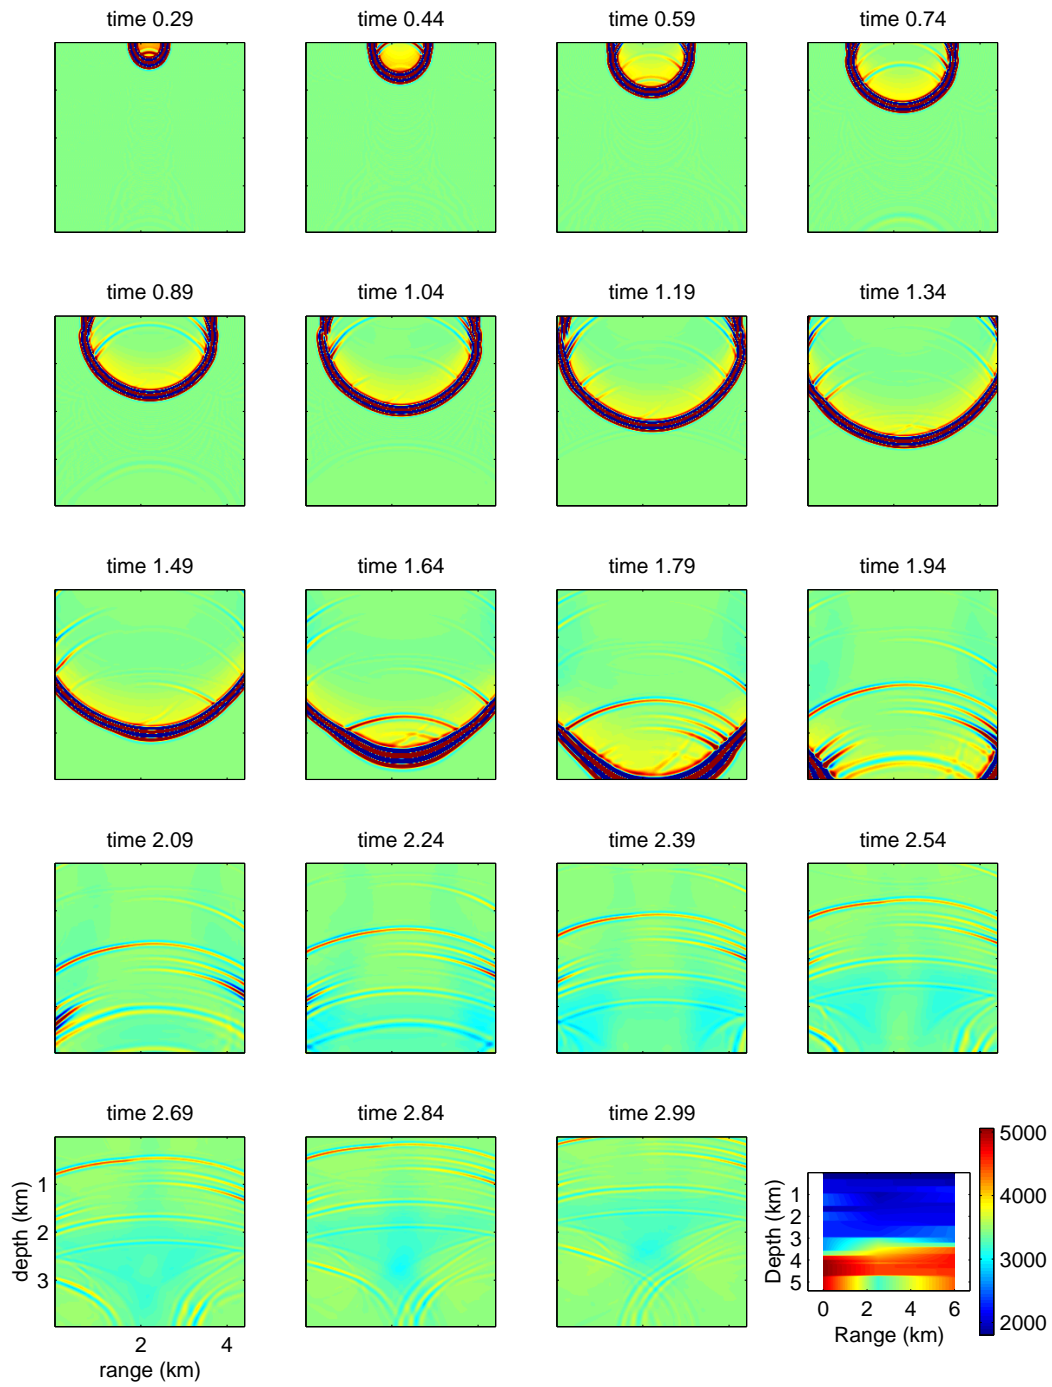 time 0.29 time 0.44 time 0.59 time 0.74
time 0.89 time 1.04 time 1.19 time 1.34
time 1.49 time 1.64 time 1.79 time 1.94
time 2.09 time 2.24 time 2.39 time 2.54
time 2.69 time 2.84 time 2.99
1
2
3
depth (km)
2 4
range (km)
1
2
3
4
5
Depth (km)
0 2 4 6
Range (km)
5000
4000
3000
2000